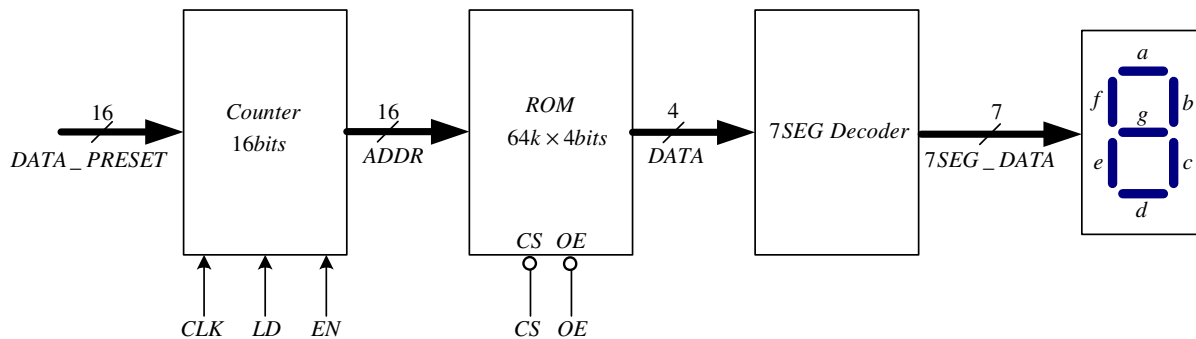 16
DATA_PRESET
Counter
16bits
CLK
LD
EN
16
ADDR
ROM
64k × 4bits
CS OE
CS OE
4
DATA
7SEG Decoder
7
7SEG_DATA
a
f
b
g
e
c
d